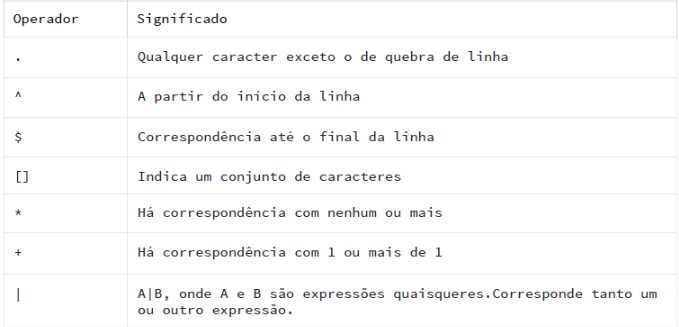 Operador Significado
. Qualquer caracter exceto o de quebra de linha
^ A partir do início da linha
$ Correspondência até o final da linha
[] Indica um conjunto de caracteres
* Há correspondência com nenhum ou mais
+ Há correspondência com 1 ou mais de 1
| A|B, onde A e B são expressões quaisqueres.Corresponde tanto um
ou outro expressão.